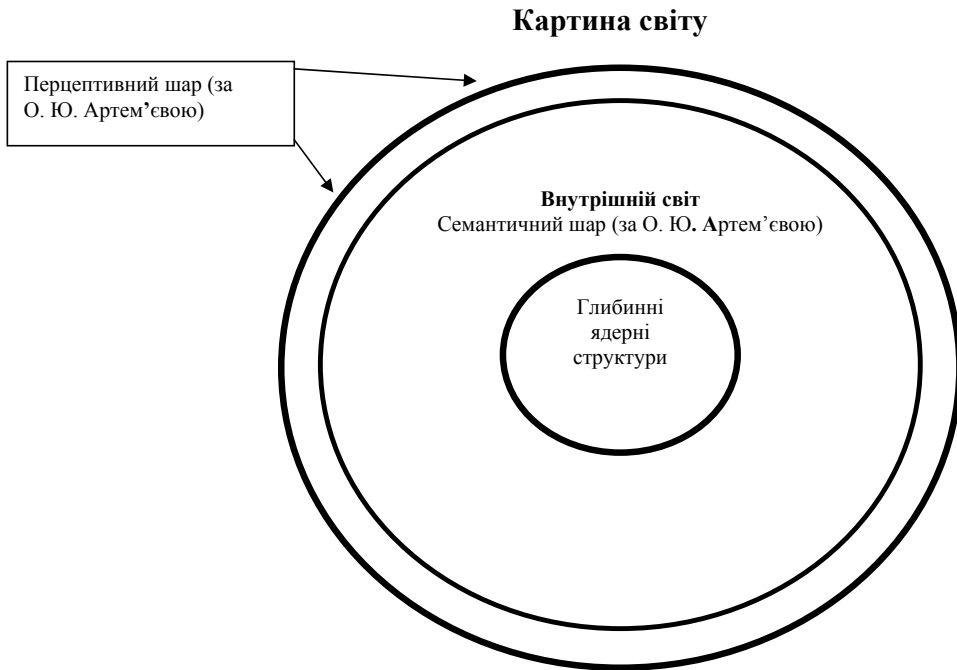 Картина світу
Перцептивний шар (за
О. Ю. Артем’євою)
Внутрішній світ
Семантичний шар (за О. Ю. Артем’євою)
Глибинні
ядерні
структури